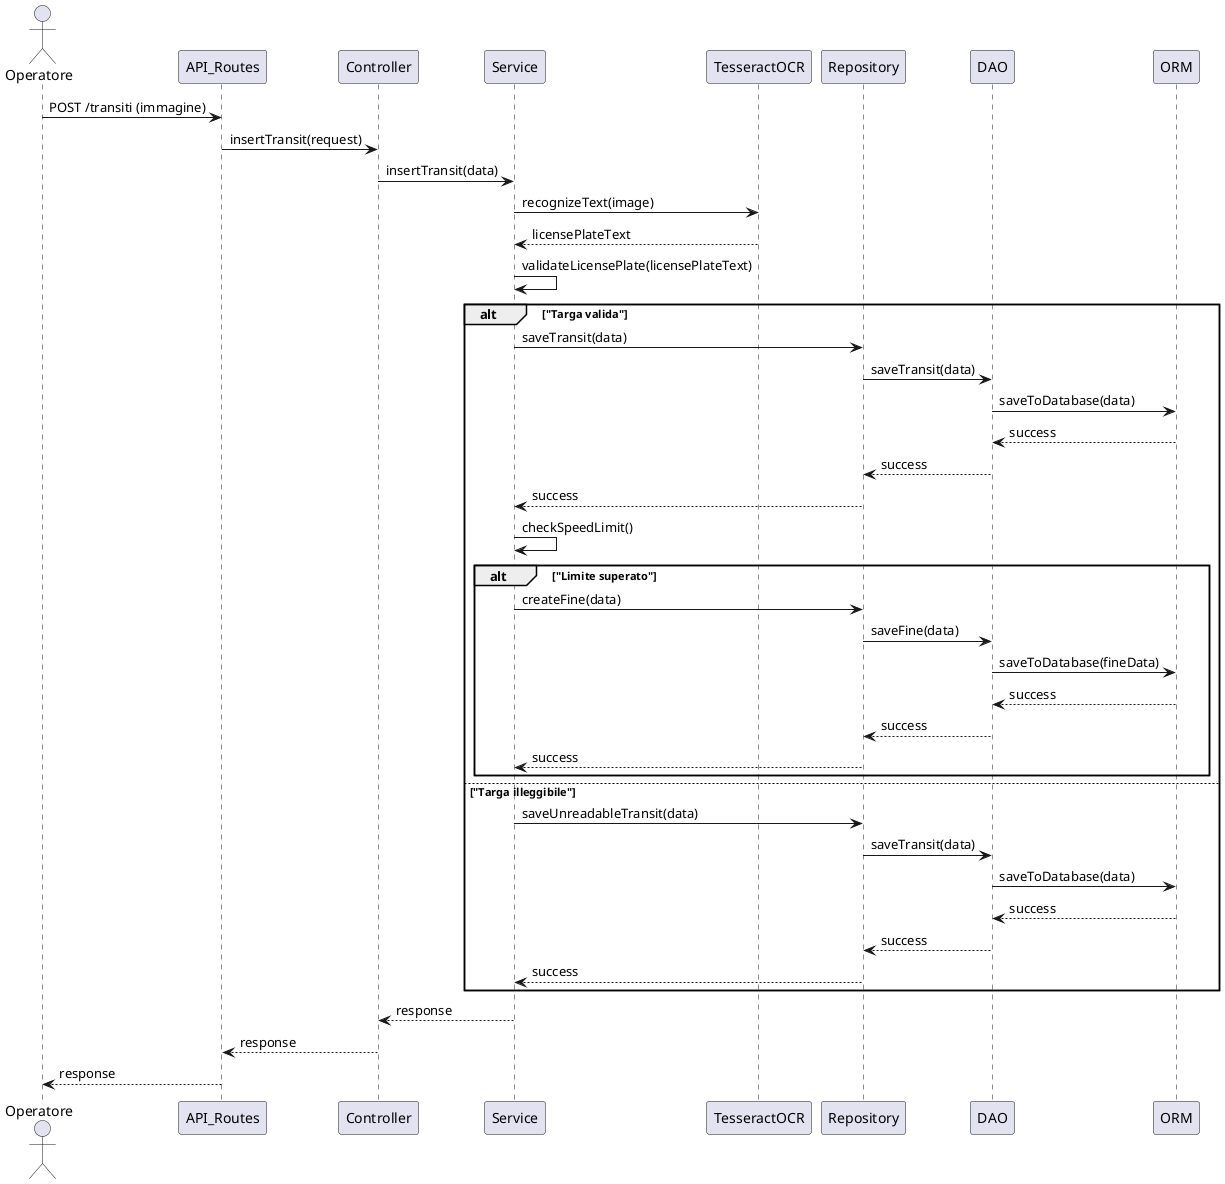 Operatore
API_Routes
Controller
Service
TesseractOCR
Repository
DAO
ORM
POST /transiti (immagine)
insertTransit(request)
insertTransit(data)
recognizeText(image)
licensePlateText
validateLicensePlate(licensePlateText)
alt ["Targa valida"]
saveTransit(data)
saveTransit(data)
saveToDatabase(data)
success
success
success
checkSpeedLimit()
alt ["Limite superato"]
createFine(data)
saveFine(data)
saveToDatabase(fineData)
success
success
success
["Targa illeggibile"]
saveUnreadableTransit(data)
saveTransit(data)
saveToDatabase(data)
success
success
success
response
response
response
Operatore
API_Routes
Controller
Service
TesseractOCR
Repository
DAO
ORM